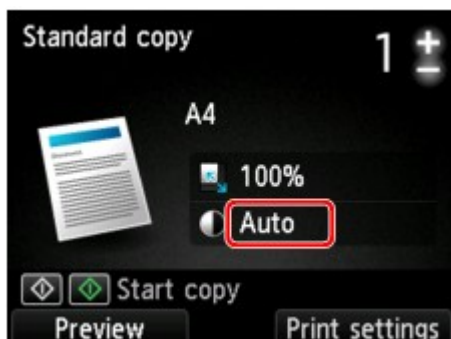 Standard copy
1 + -
A4
100%
Auto
Start copy
Preview
Print settings